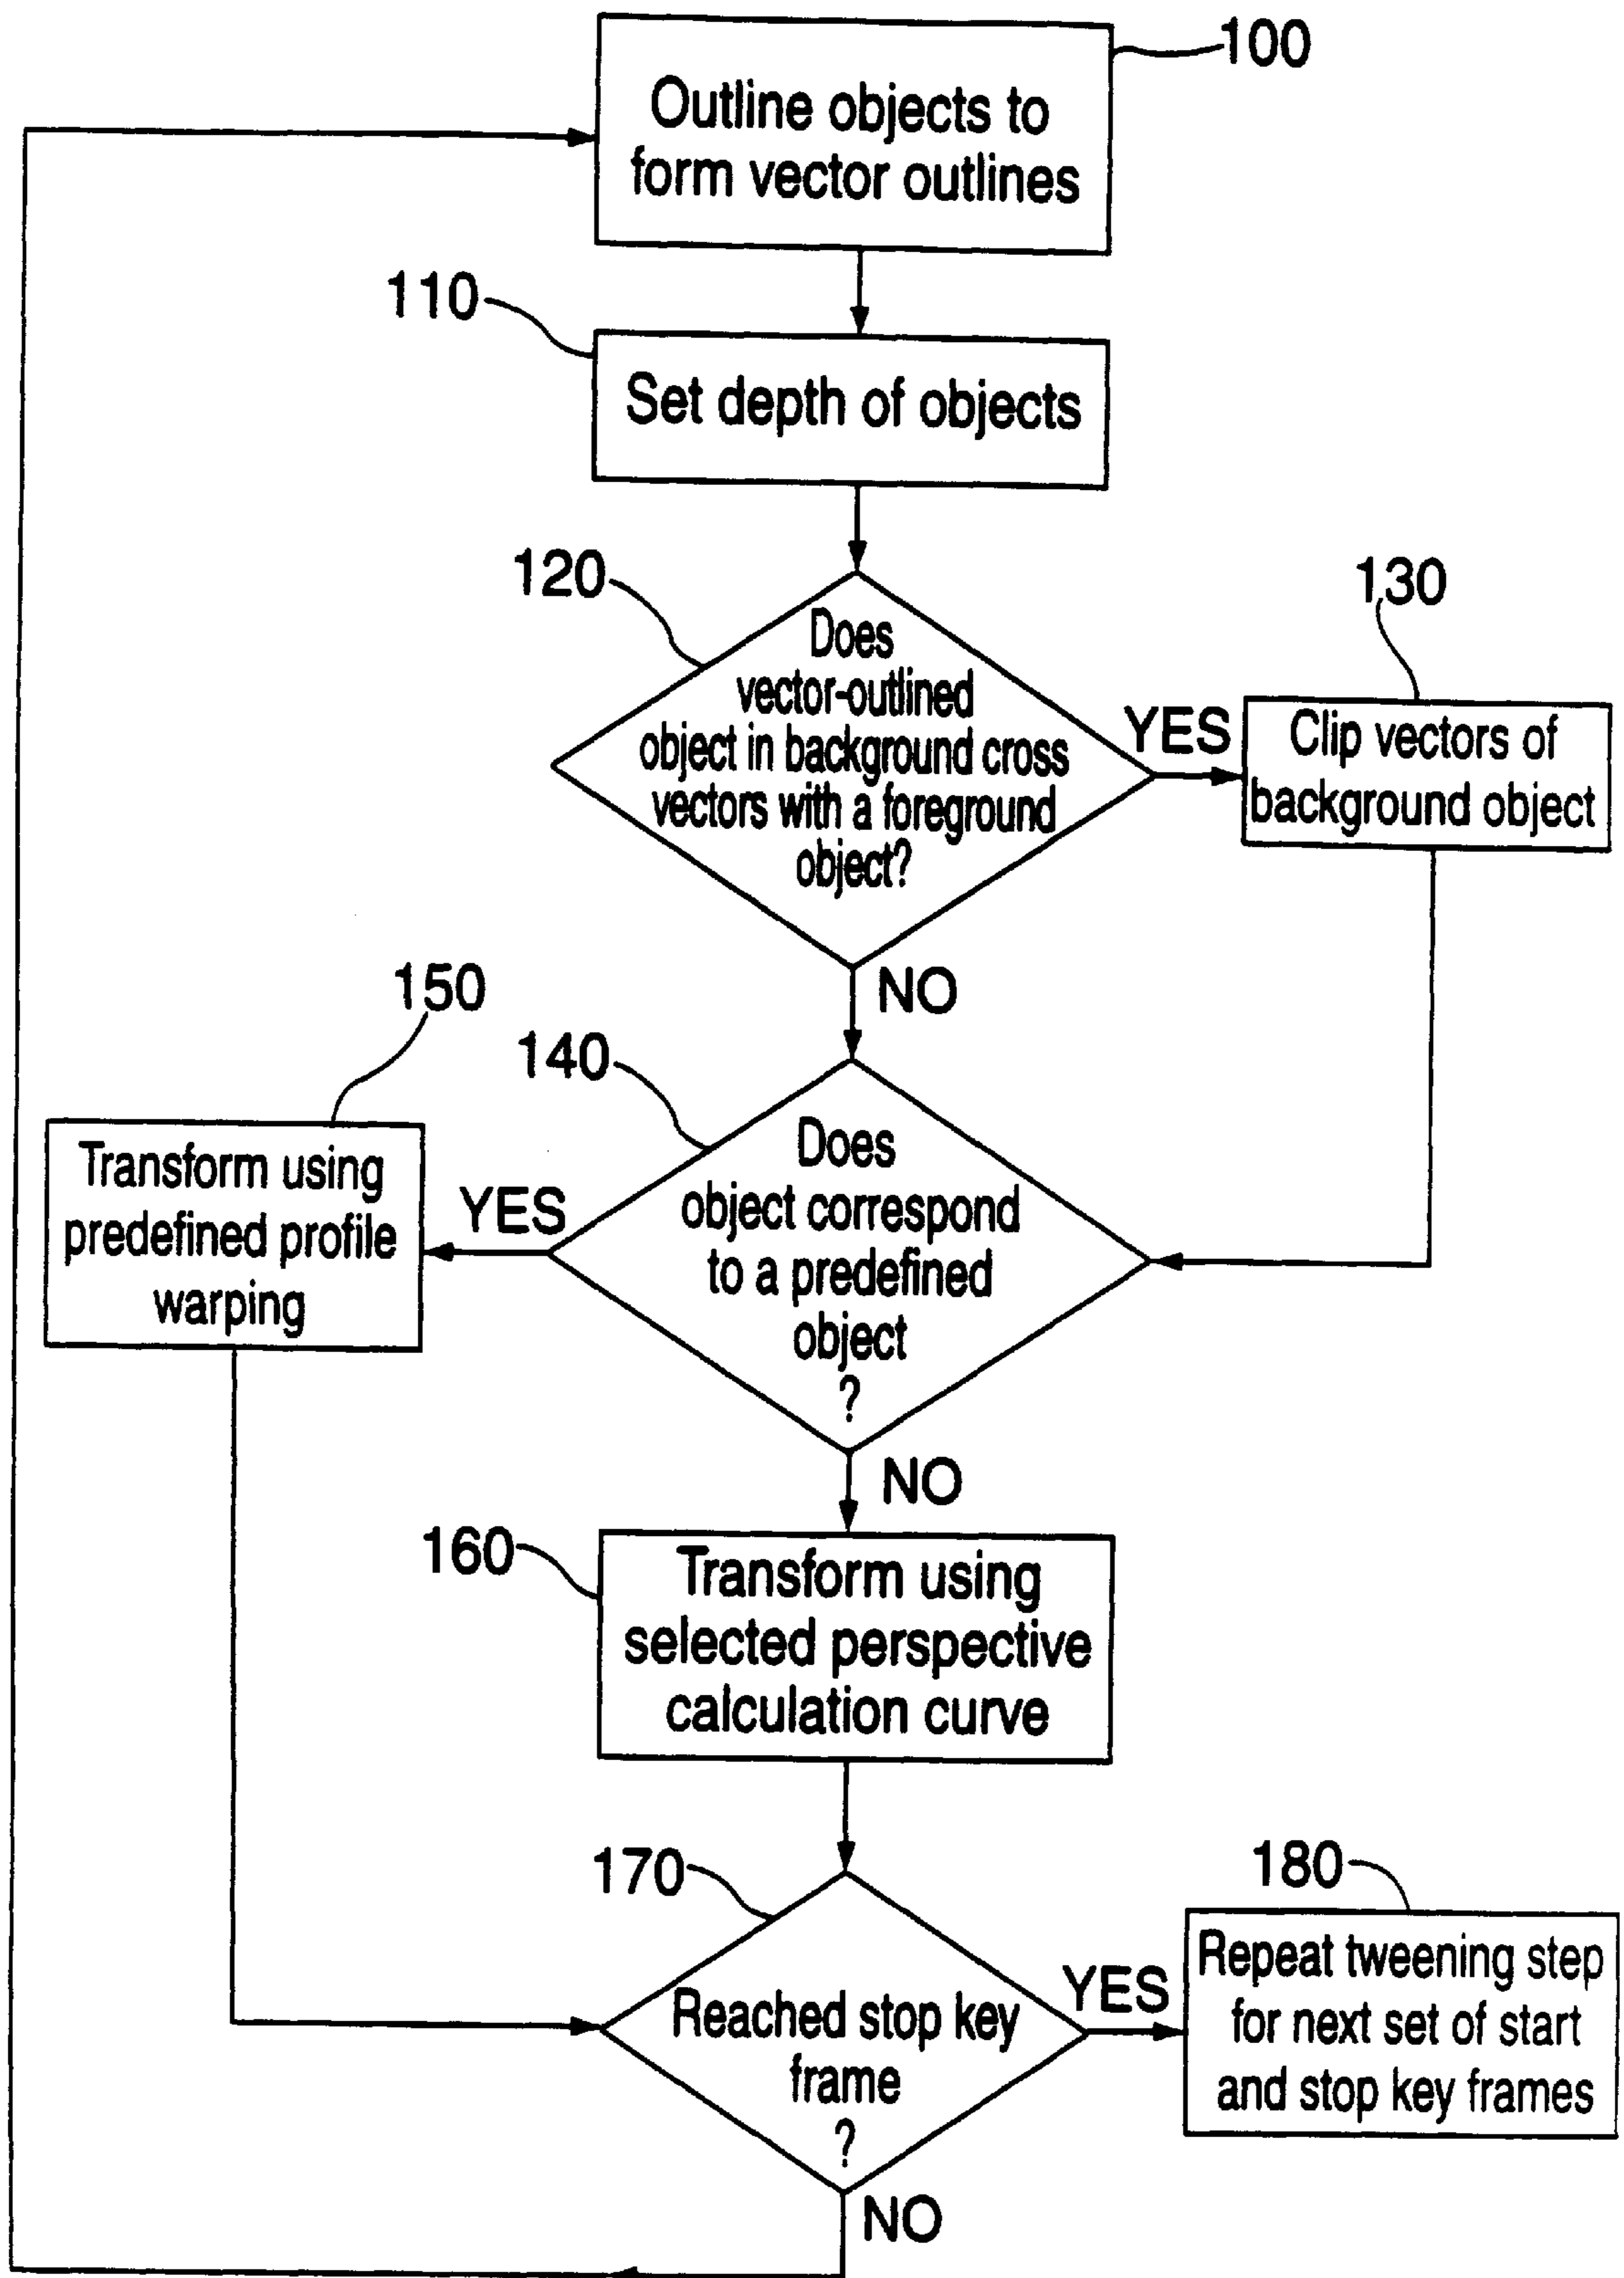 100
Outline objects to
form vector outlines
110
Set depth of objects
120
Does
vector-outlined
object in background cross
vectors with a foreground
object?
YES
130
Clip vectors of
background object
NO
140
Does
object correspond
to a predefined
object
?
YES
150
Transform using
predefined profile
warping
NO
160
Transform using
selected perspective
calculation curve
170
Reached stop key
frame
?
YES
180
Repeat tweening step
for next set of start
and stop key frames
NO